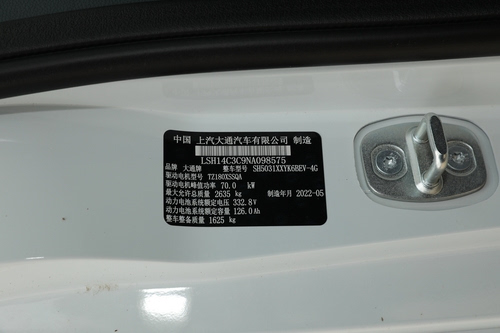 中国 上汽大通汽车有限公司 制造
LSH14C3C9NA098575
品牌 大通牌 整车型号 SH5031XXYK6BEV-4G
驱动电机型号 TZ180XSSQA
驱动电机峰值功率 70.0 kW
最大允许总质量 2635 kg 制造年月 2022-05
动力电池系统额定电压 332.8V
动力电池系统额定容量 126.0Ah
整车整备质量 1625 kg